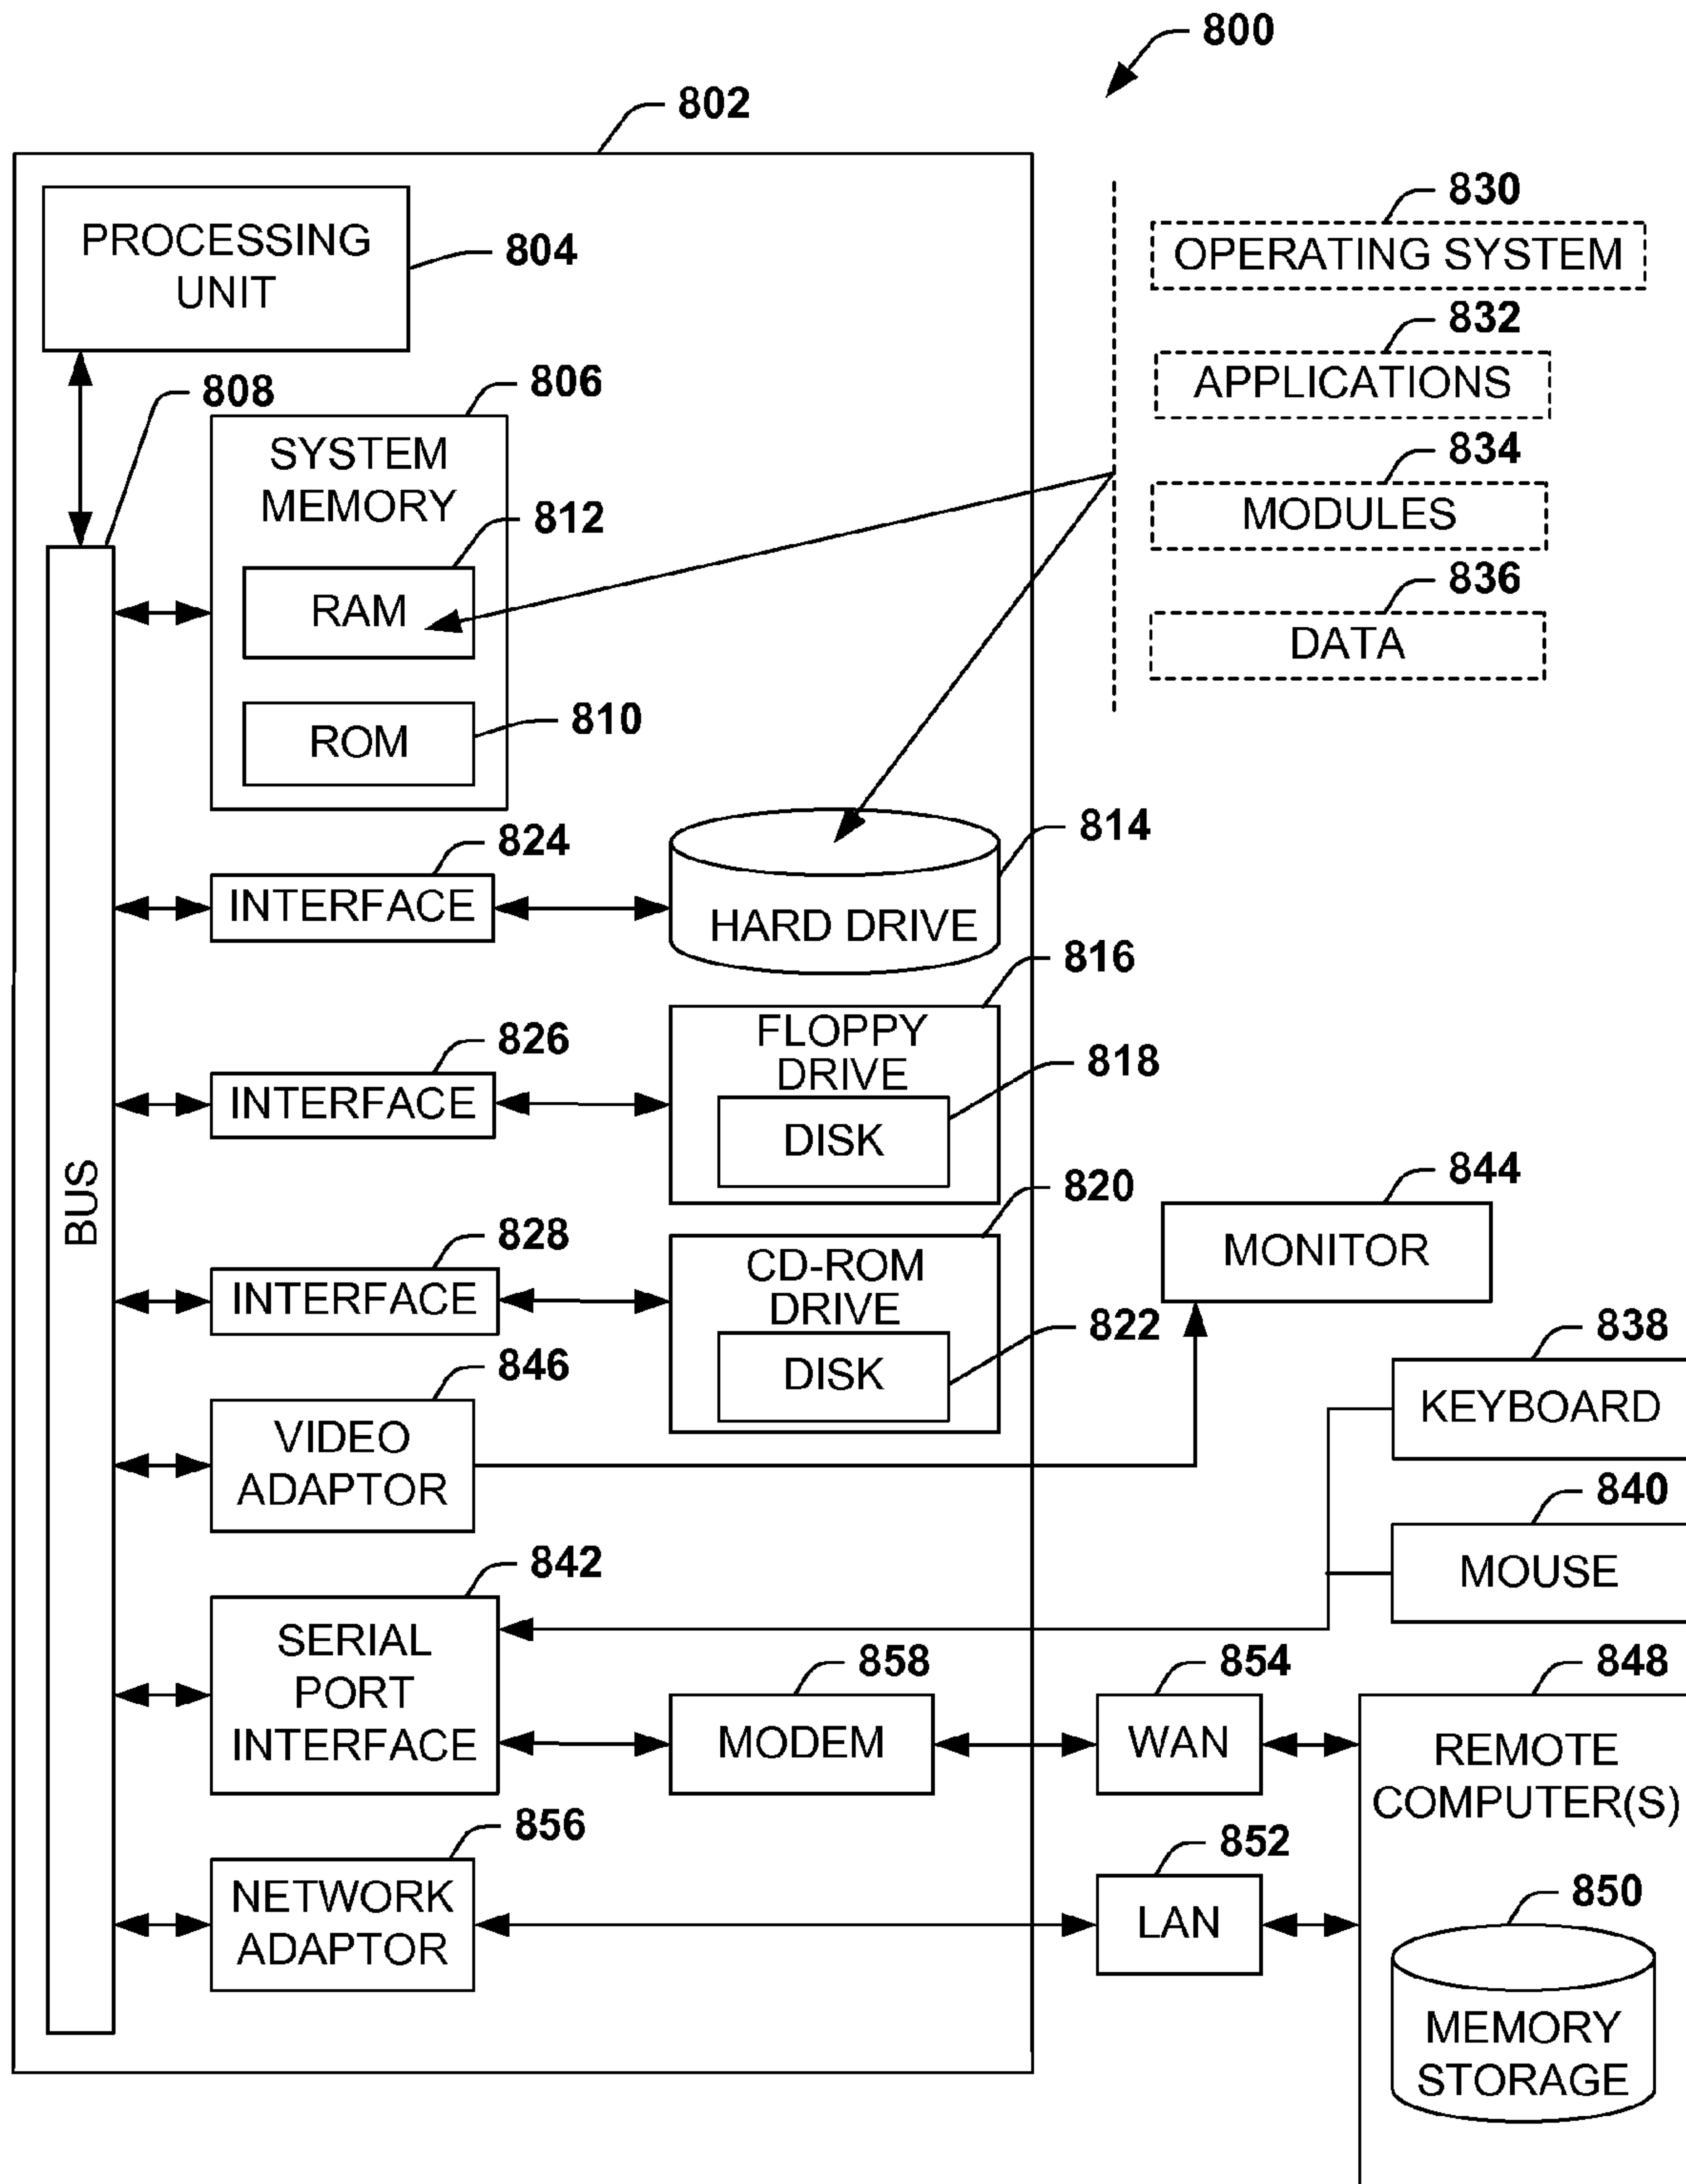 800
802
PROCESSING
UNIT
804
830
OPERATING SYSTEM
832
APPLICATIONS
834
MODULES
836
DATA
808
806
SYSTEM
MEMORY
812
RAM
810
ROM
BUS
824
INTERFACE
814
HARD DRIVE
826
INTERFACE
816
FLOPPY
DRIVE
818
DISK
828
INTERFACE
820
CD-ROM
DRIVE
822
DISK
844
MONITOR
846
VIDEO
ADAPTOR
838
KEYBOARD
840
MOUSE
842
SERIAL
PORT
INTERFACE
858
MODEM
854
WAN
848
REMOTE
COMPUTER(S)
856
NETWORK
ADAPTOR
852
LAN
850
MEMORY
STORAGE